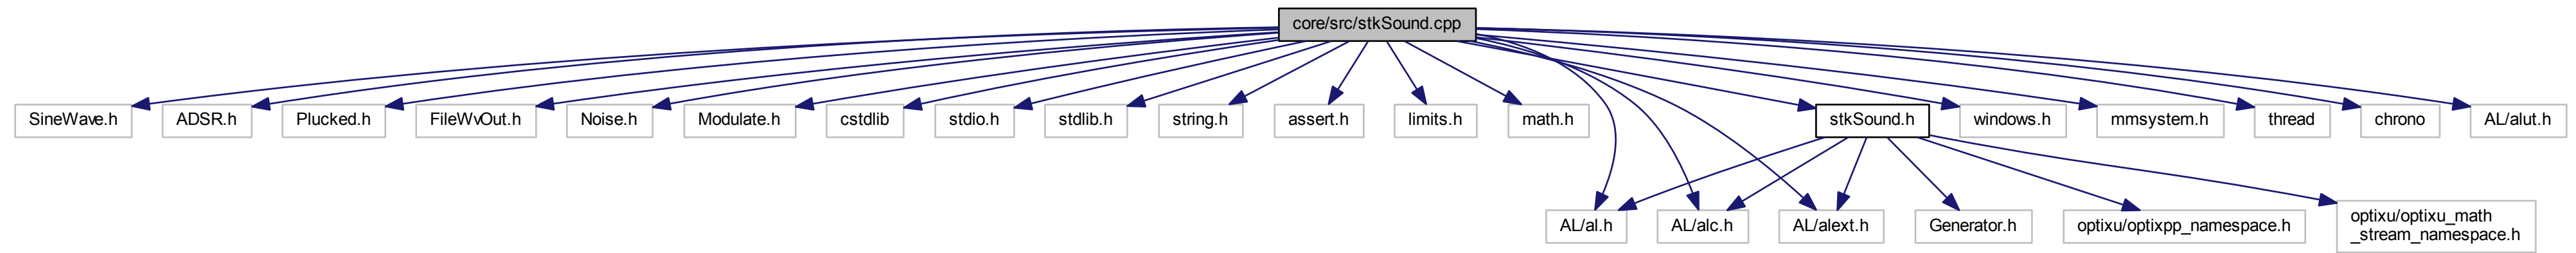 core/src/stkSound.cpp
SineWave.h
ADSR.h
Plucked.h
FileWvOut.h
Noise.h
Modulate.h
cstdlib
stdio.h
stdlib.h
string.h
assert.h
limits.h
math.h
stkSound.h
windows.h
mmsystem.h
thread
chrono
AL/alut.h
AL/al.h
AL/alc.h
AL/alext.h
Generator.h
optixu/optixpp_namespace.h
optixu/optixu_math
_stream_namespace.h